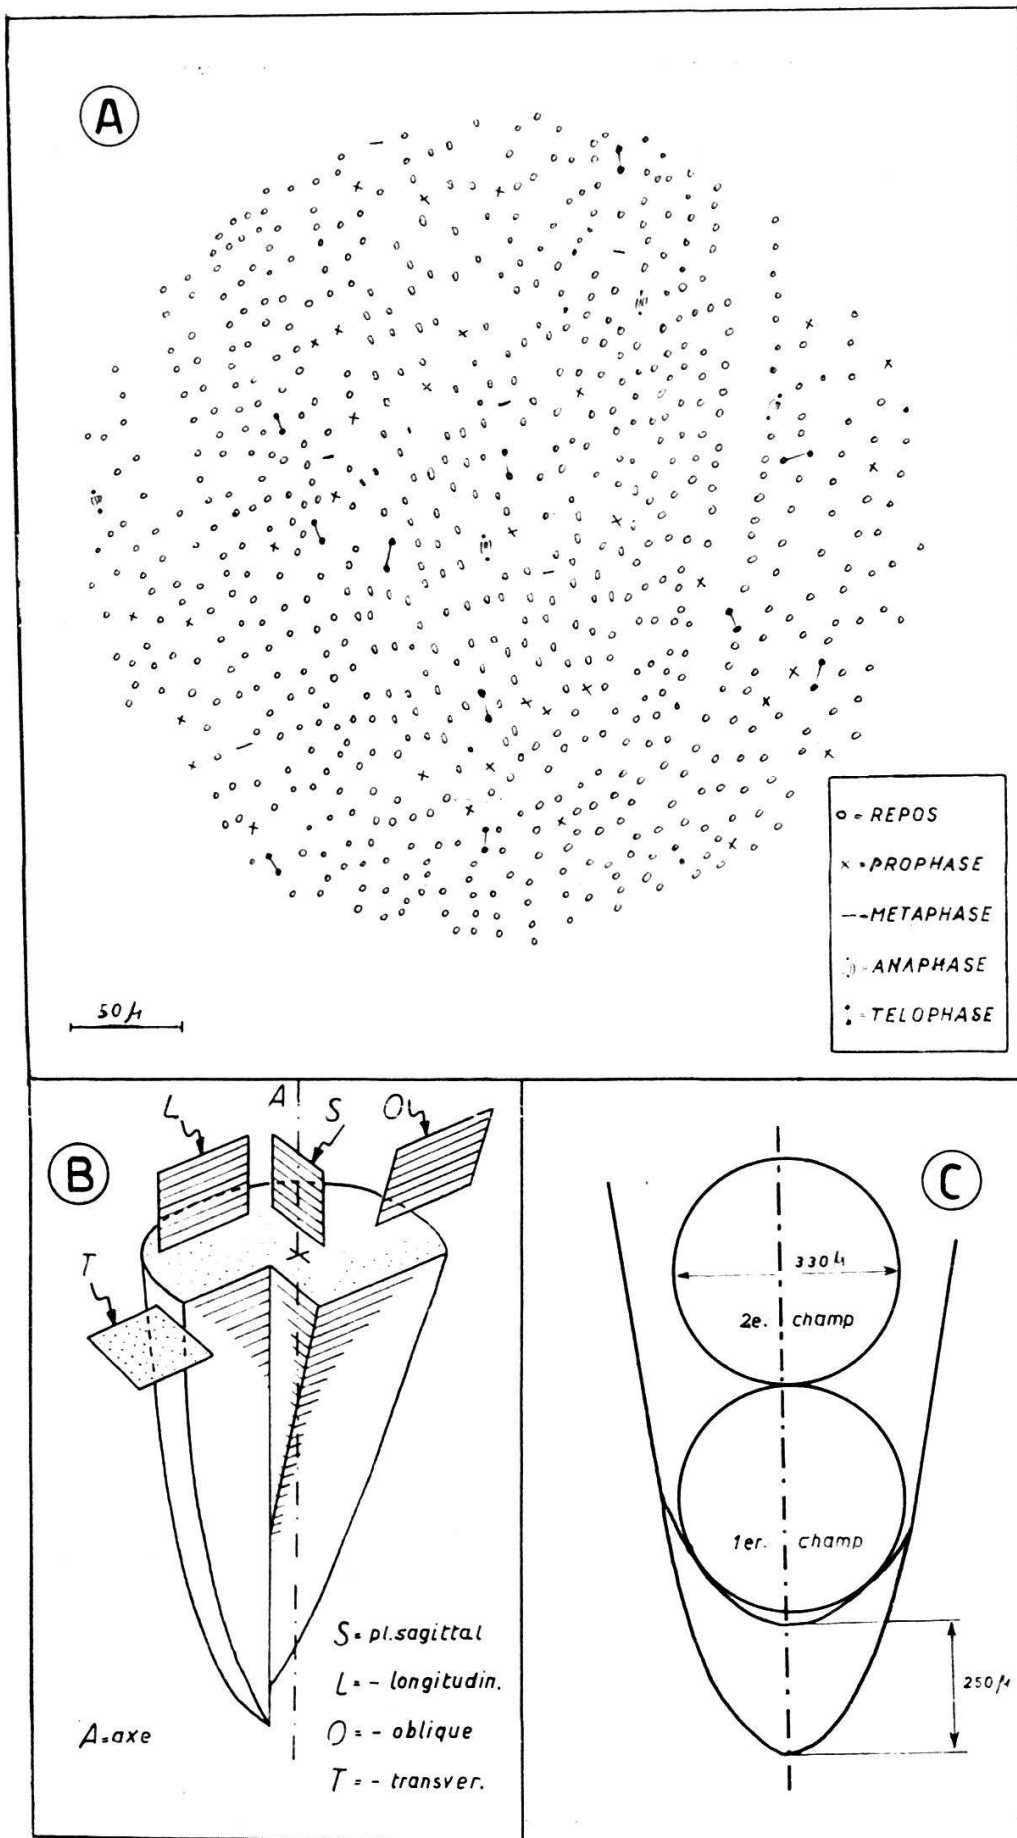 A
o = REPOS
x = PROPHASE
— = METAPHASE
= ANAPHASE
= TELOPHASE
50 µ
B
L
A
S
O
T
S = pl. sagittal
L = - longitudin.
O = - oblique
T = - transver.
A = axe
C
330 µ
2e. champ
1er. champ
250 µ